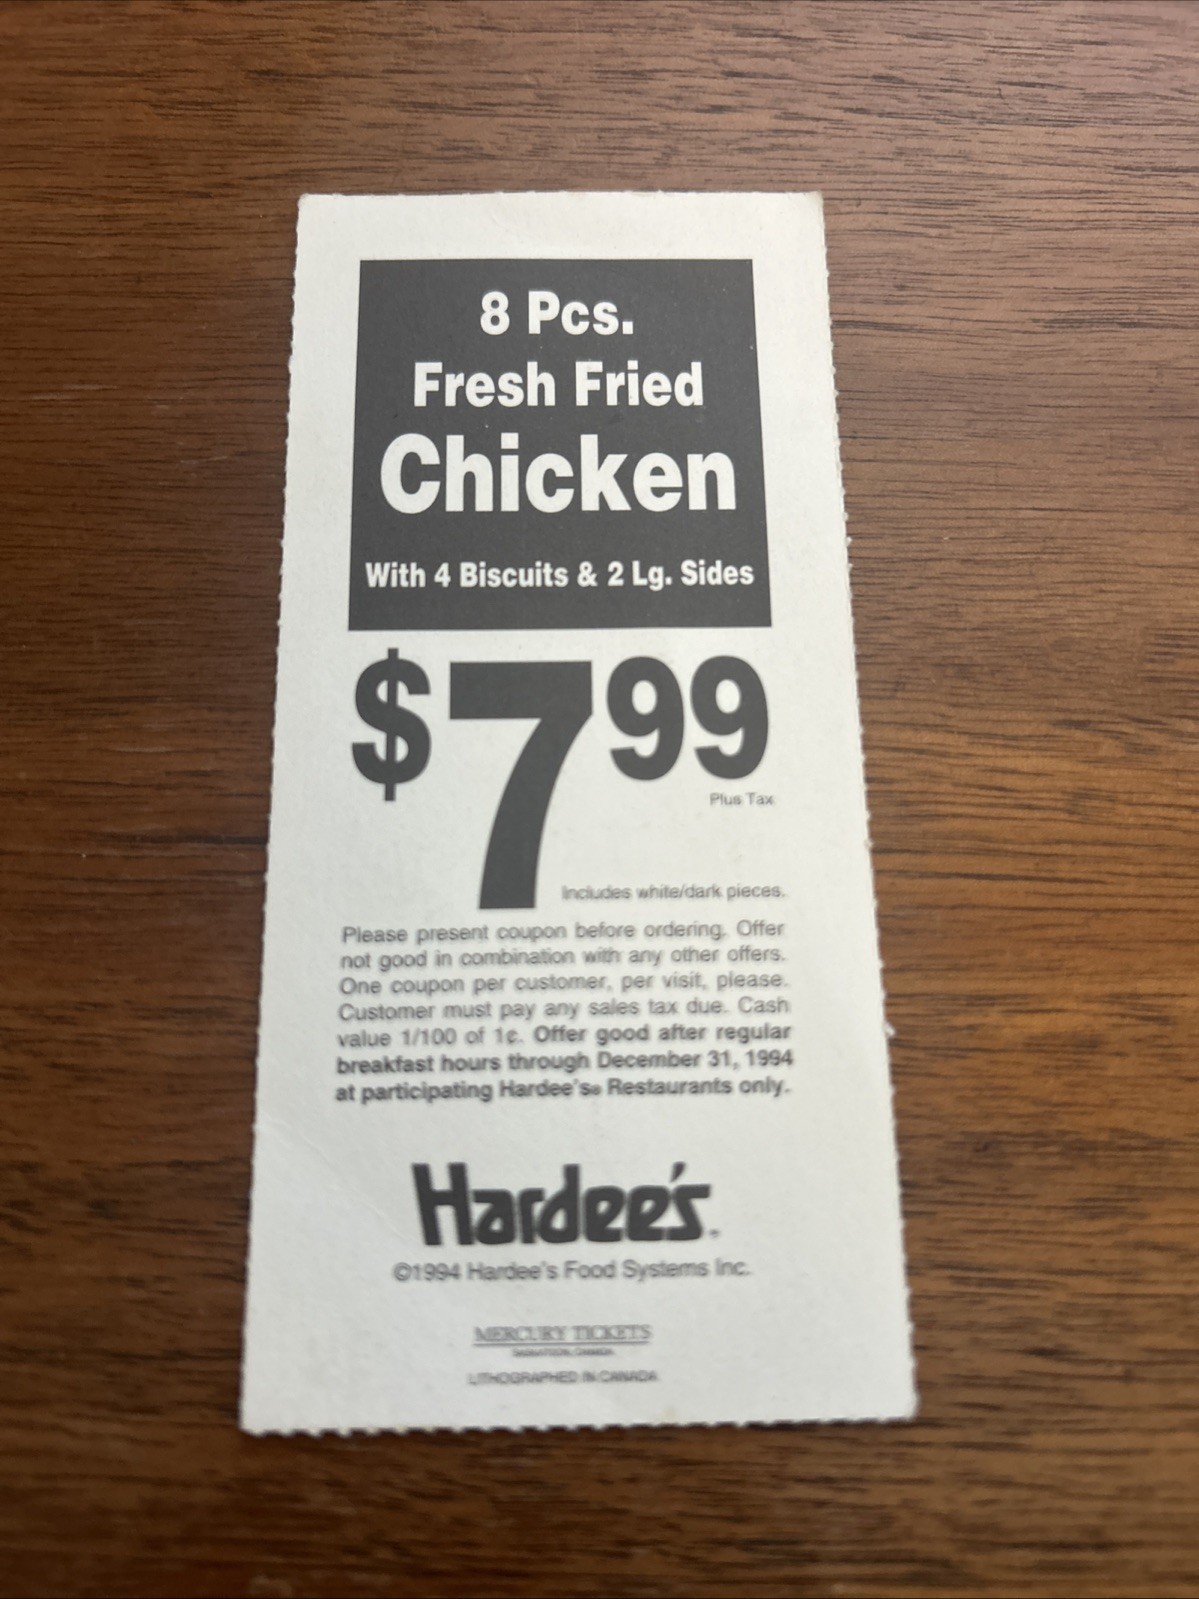 8 Pcs.
Fresh Fried
Chicken
With 4 Biscuits & 2 Lg. Sides
$7.99
Plus Tax
Includes white/dark pieces.
Please present coupon before ordering. Offer
not good in combination with any other offers.
One coupon per customer, per visit, please.
Customer must pay any sales tax due. Cash
value 1/100 of 1¢. Offer good after regular
breakfast hours through December 31, 1994
at participating Hardee's® Restaurants only.
Hardee's.
©1994 Hardee's Food Systems Inc.
MERCURY TICKETS
SASKATOON, CANADA
LITHOGRAPHED IN CANADA